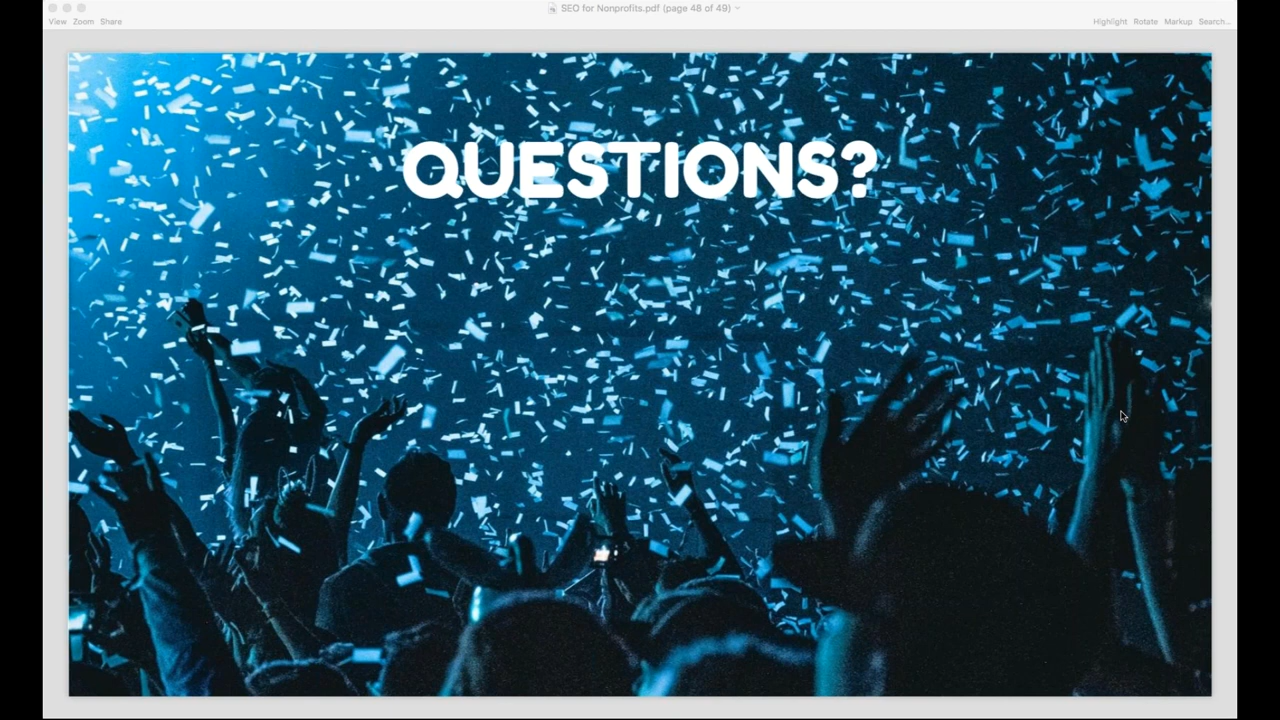 SEO for Nonprofits.pdf (page 48 of 49)
View Zoom Share
Highlight Rotate Markup Search...
QUESTIONS?